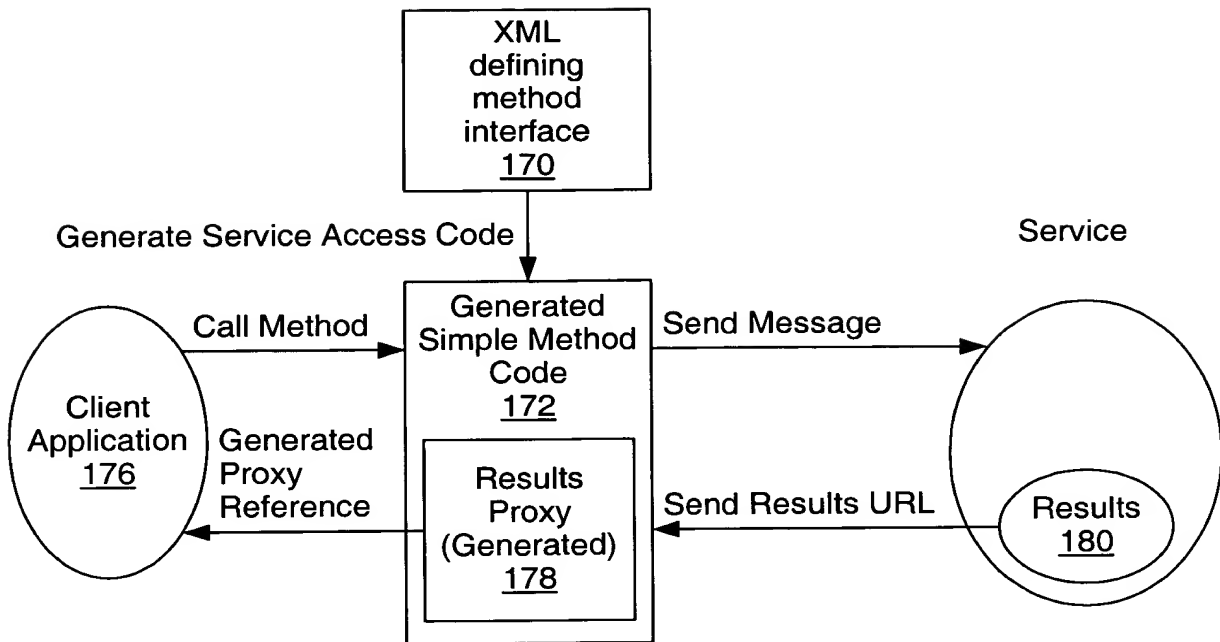 XML
defining
method
interface
170
Generate Service Access Code
Service
Call Method
Generated
Simple Method
Code
172
Send Message
Client
Application
176
Generated
Proxy
Reference
Results
Proxy
(Generated)
178
Send Results URL
Results
180